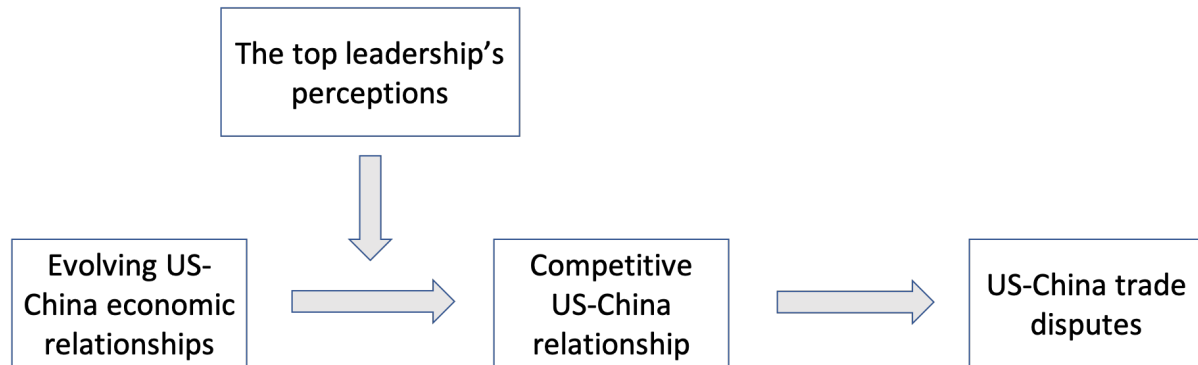 The top leadership’s
perceptions
Evolving US-
China economic
relationships
Competitive
US-China
relationship
US-China trade
disputes